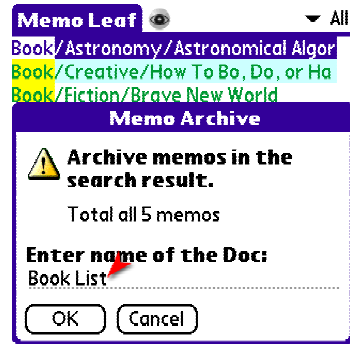 Memo Leaf All
Book/Astronomy/Astronomical Algor
Book/Creative/How To Bo, Do, or Ha
Book/Fiction/Brave New World
Memo Archive
Archive memos in the
search result.
Total all 5 memos
Enter name of the Doc:
Book List
OK Cancel